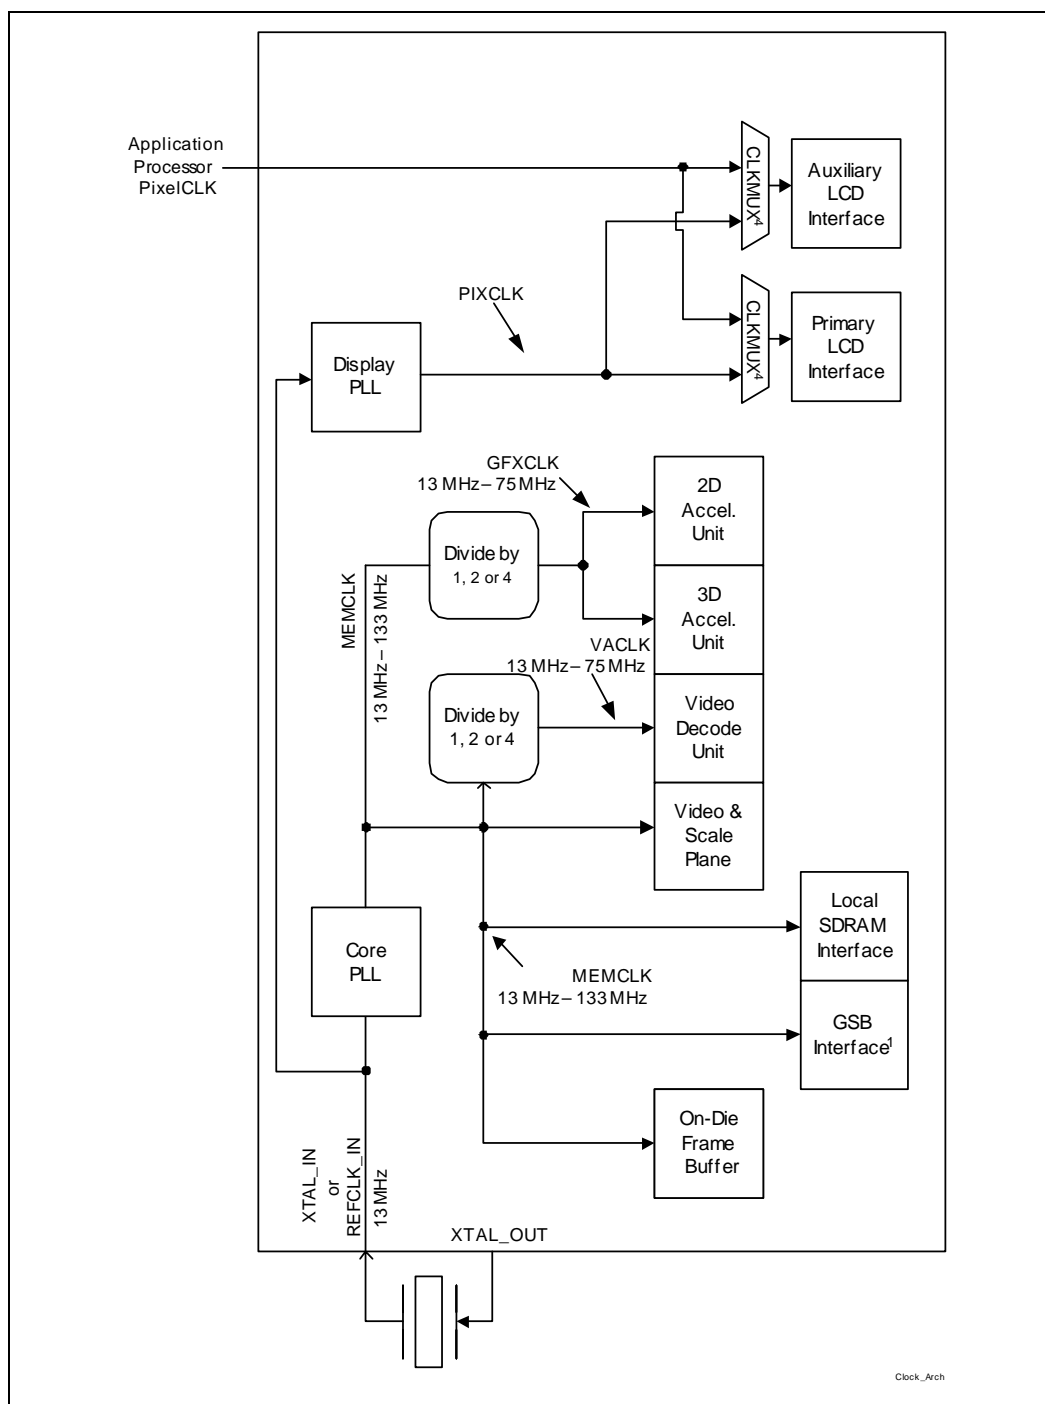 Application
Processor
PixelCLK
CLKMUX4
Auxiliary
LCD
Interface
PIXCLK
CLKMUX4
Primary
LCD
Interface
Display
PLL
GFXCLK
13 MHz– 75 MHz
2D
Accel.
Unit
Divide by
1, 2 or 4
MEMCLK
13 MHz– 133 MHz
3D
Accel.
Unit
VACLK
13 MHz– 75 MHz
Divide by
1, 2 or 4
Video
Decode
Unit
Video &
Scale
Plane
Local
SDRAM
Interface
Core
PLL
MEMCLK
13 MHz– 133 MHz
GSB
Interface1
On-Die
Frame
Buffer
XTAL_IN
or
REFCLK_IN
13 MHz
XTAL_OUT
Clock_Arch